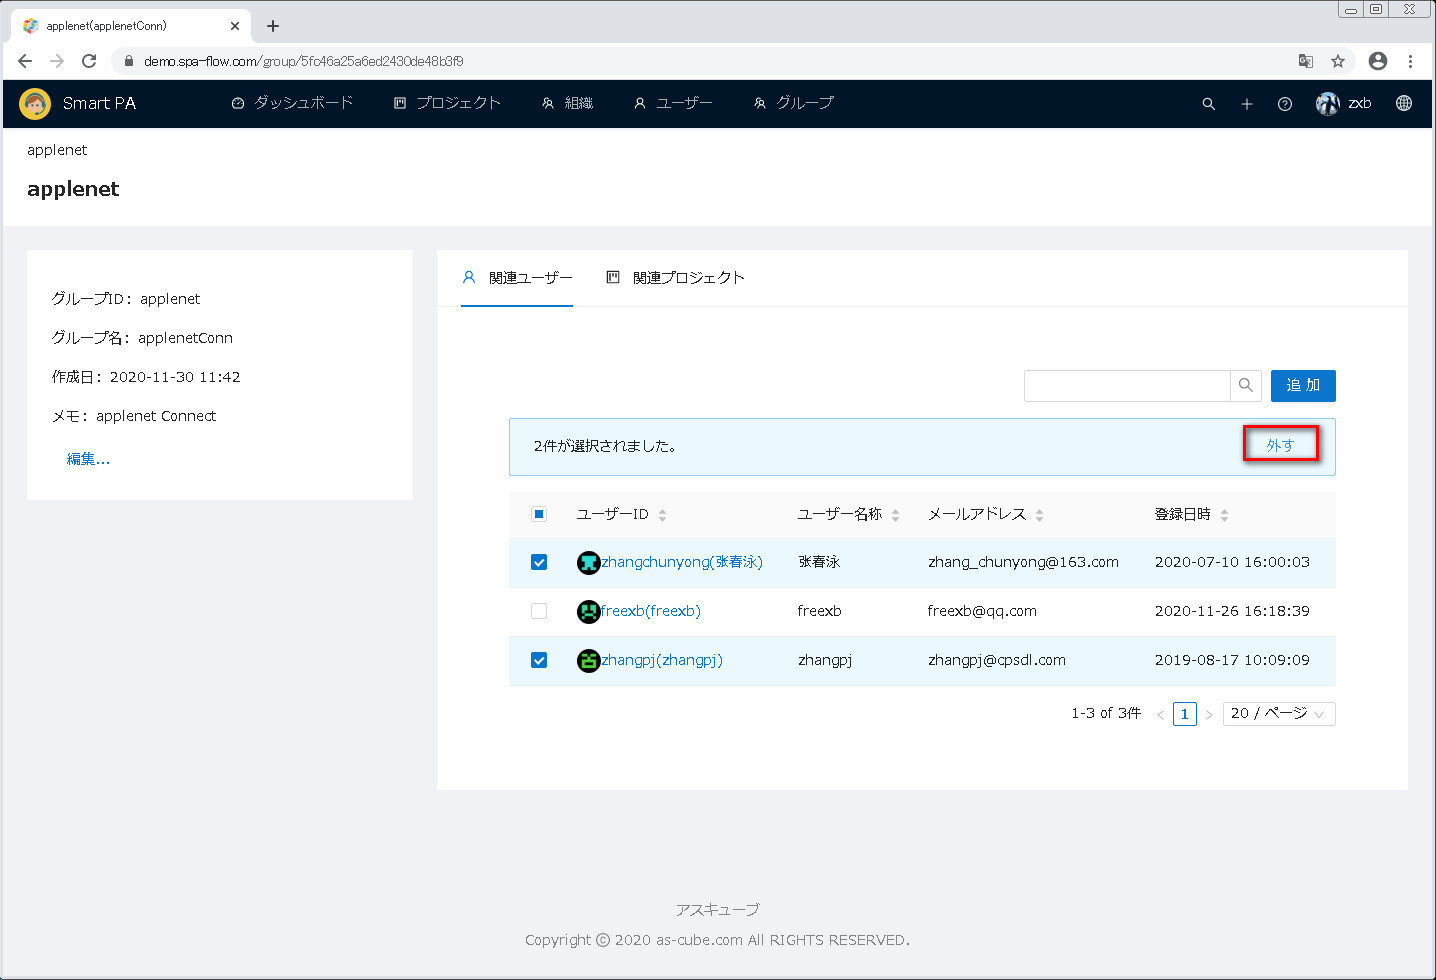 applenet(applenetConn)
demo.spa-flow.com/group/5fc46a25a6ed2430de48b3f9
Smart PA ダッシュボード プロジェクト 組織 ユーザー グループ zxb
applenet
applenet
グループID：applenet
グループ名：applenetConn
作成日：2020-11-30 11:42
メモ：applenet Connect
編集...
関連ユーザー 関連プロジェクト
追 加
2件が選択されました。 外す
ユーザーID ユーザー名称 メールアドレス 登録日時
zhangchunyong(张春泳) 张春泳 zhang_chunyong@163.com 2020-07-10 16:00:03
freexb(freexb) freexb freexb@qq.com 2020-11-26 16:18:39
zhangpj(zhangpj) zhangpj zhangpj@cpsdl.com 2019-08-17 10:09:09
1-3 of 3件 < 1 > 20 / ページ
アスキューブ
Copyright © 2020 as-cube.com All RIGHTS RESERVED.